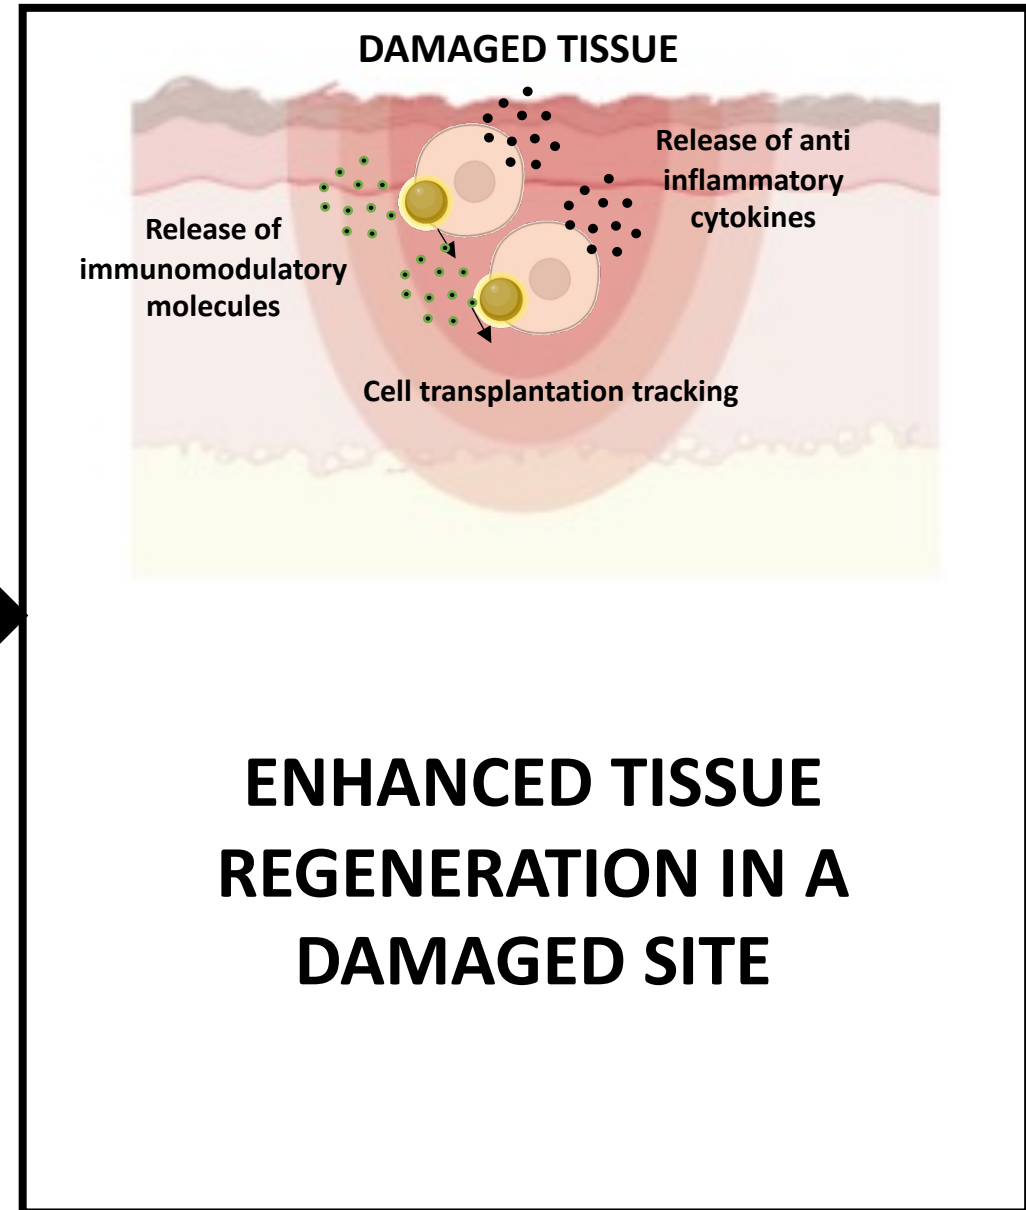 DAMAGED TISSUE
Release of anti
inflammatory
cytokines
Release of
immunomodulatory
molecules
Cell transplantation tracking
ENHANCED TISSUE
REGENERATION IN A
DAMAGED SITE